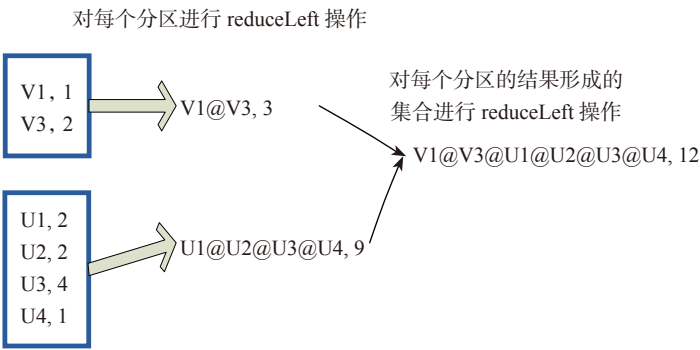 对每个分区进行 reduceLeft 操作
V1, 1
V3, 2
V1@V3, 3
对每个分区的结果形成的
集合进行 reduceLeft 操作
V1@V3@U1@U2@U3@U4, 12
U1, 2
U2, 2
U3, 4
U4, 1
U1@U2@U3@U4, 9